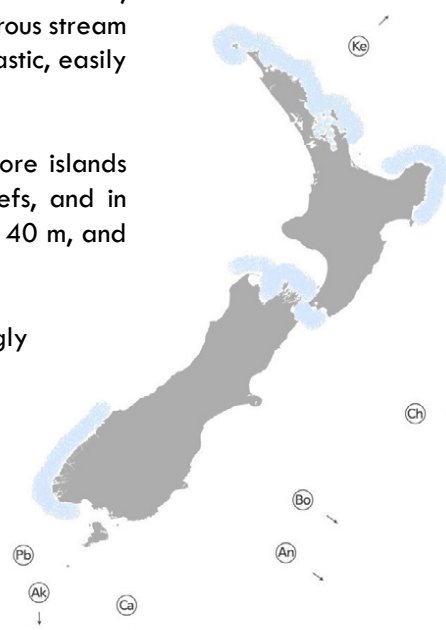 rous stream
astic, easily
ore islands
efs, and in
40 m, and
gly
Ke
Ch
Bo
An
Pb
Ak
Ca